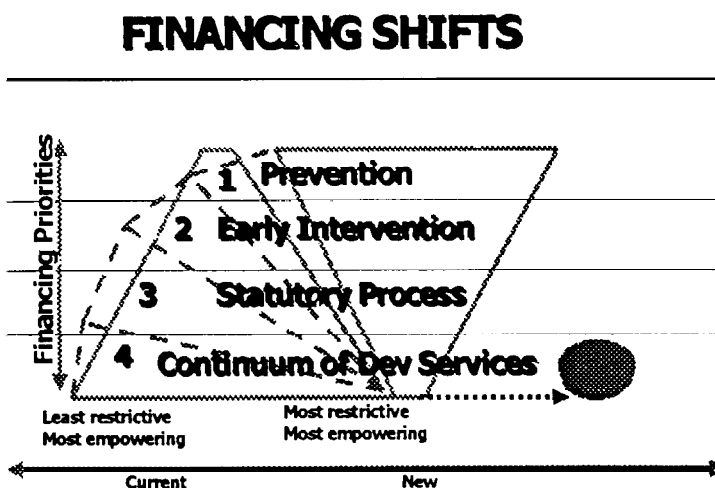 FINANCING SHIFTS
Financing Priorities
1 Prevention
2 Early Intervention
3 Statutory Process
4 Continuum of Dev Services
Least restrictive
Most empowering
Most restrictive
Most empowering
Current
New